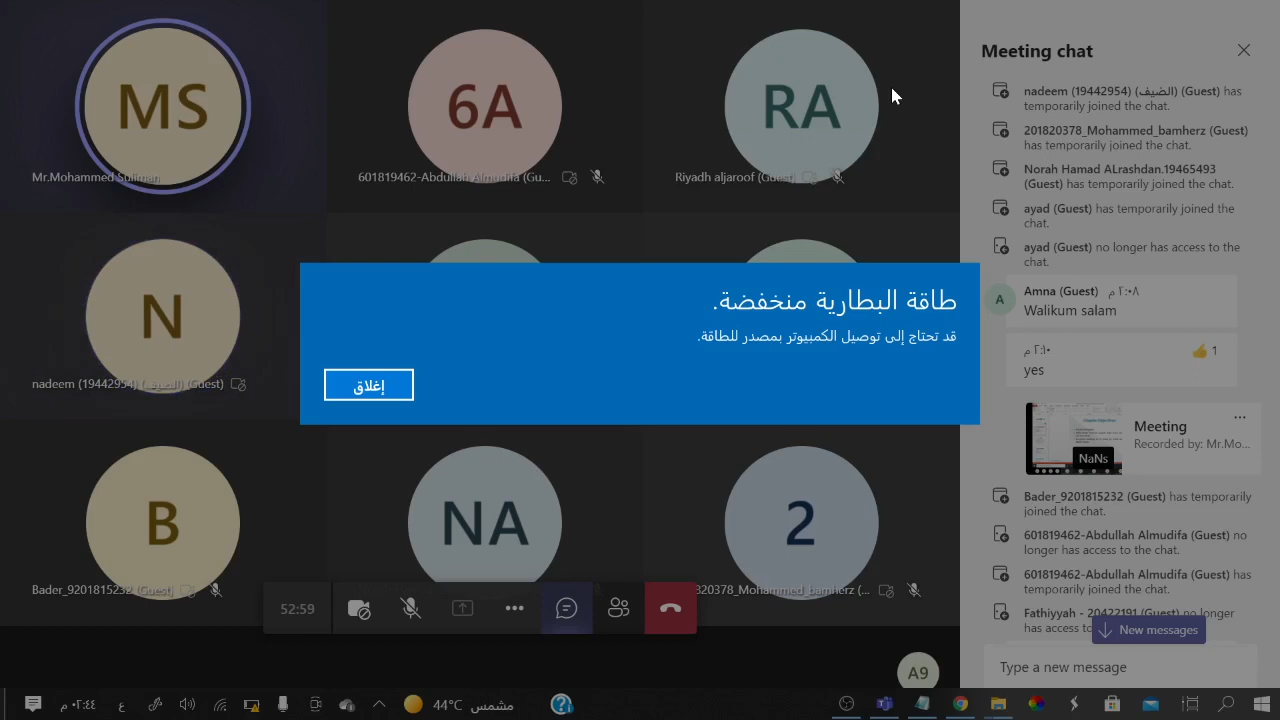 MS
Mr.Mohammed Suliman
6A
601819462-Abdullah Almudifa (Gu...
RA
Riyadh aljaroof (Guest)
N
nadeem (19442954) (الضيف) (Guest)
طاقة البطارية منخفضة.
قد تحتاج إلى توصيل الكمبيوتر بمصدر للطاقة.
إغلاق
B
Bader_9201815232 (Guest)
NA
2
820378_Mohammed_bamherz (...
52:59
A9
Meeting chat
nadeem (19442954) (الضيف) (Guest) has
temporarily joined the chat.
201820378_Mohammed_bamherz (Guest)
has temporarily joined the chat.
Norah Hamad ALrashdan.19465493
(Guest) has temporarily joined the chat.
ayad (Guest) has temporarily joined the
chat.
ayad (Guest) no longer has access to the
chat.
A
Amna (Guest) ٢:٠٨ م
Walikum salam
٢:١٠ م
1
yes
Meeting
Recorded by: Mr.Mo...
NaNs
Bader_9201815232 (Guest) has temporarily
joined the chat.
601819462-Abdullah Almudifa (Guest) no
longer has access to the chat.
601819462-Abdullah Almudifa (Guest) has
temporarily joined the chat.
Fathiyyah - 20422191 (Guest) no longer
has access to
New messages
Type a new message
٠٢:٤٤ م
ع
44°C مشمس